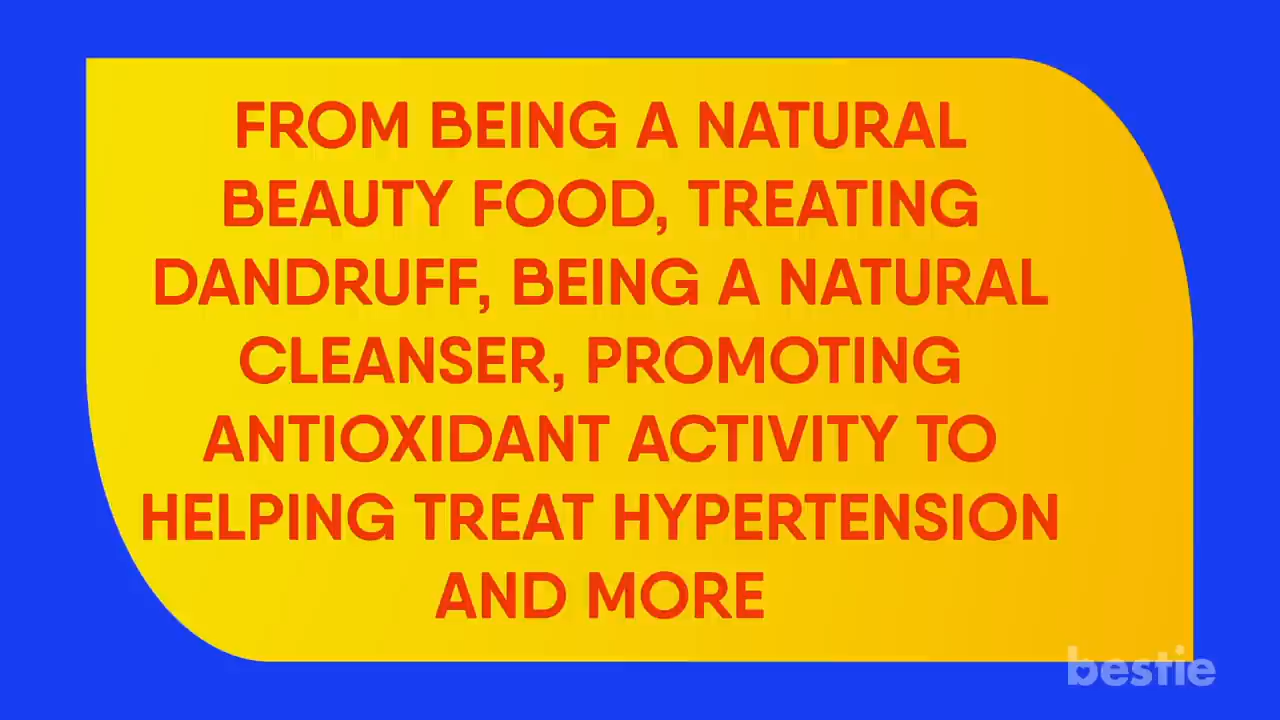 FROM BEING A NATURAL
BEAUTY FOOD, TREATING
DANDRUFF, BEING A NATURAL
CLEANSER, PROMOTING
ANTIOXIDANT ACTIVITY TO
HELPING TREAT HYPERTENSION
AND MORE
bestie